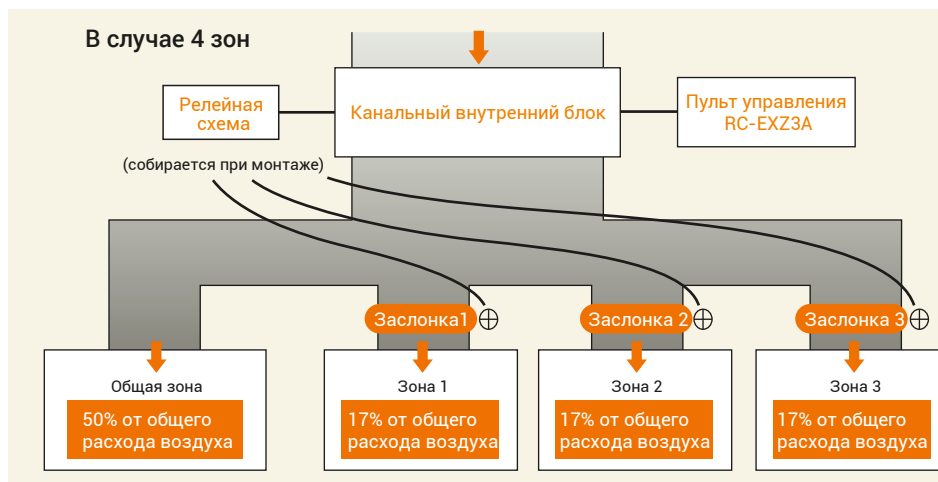 В случае 4 зон
Релейная
схема
Канальный внутренний блок
Пульт управления
RC-EXZ3A
(собирается при монтаже)
Заслонка1
Заслонка 2
Заслонка 3
Общая зона
50% от общего
расхода воздуха
Зона 1
17% от общего
расхода воздуха
Зона 2
17% от общего
расхода воздуха
Зона 3
17% от общего
расхода воздуха